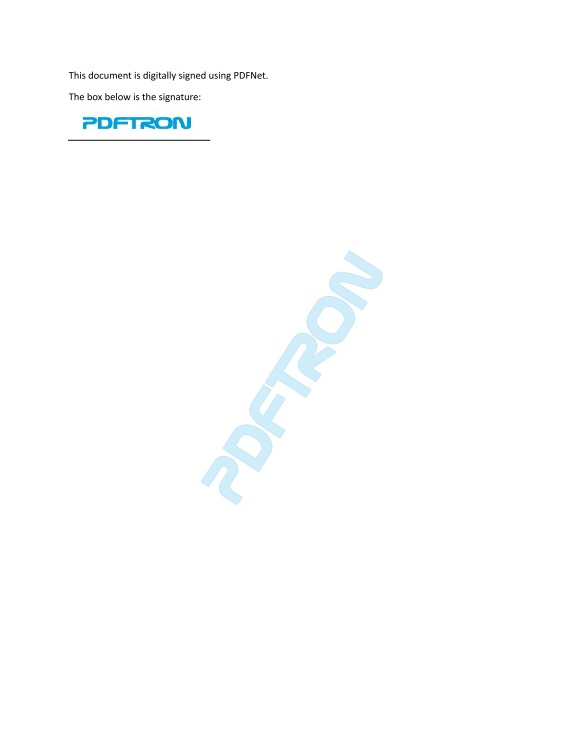 This document is digitally signed using PDFNet.
The box below is the signature:
PDFTRON
PDFTRON